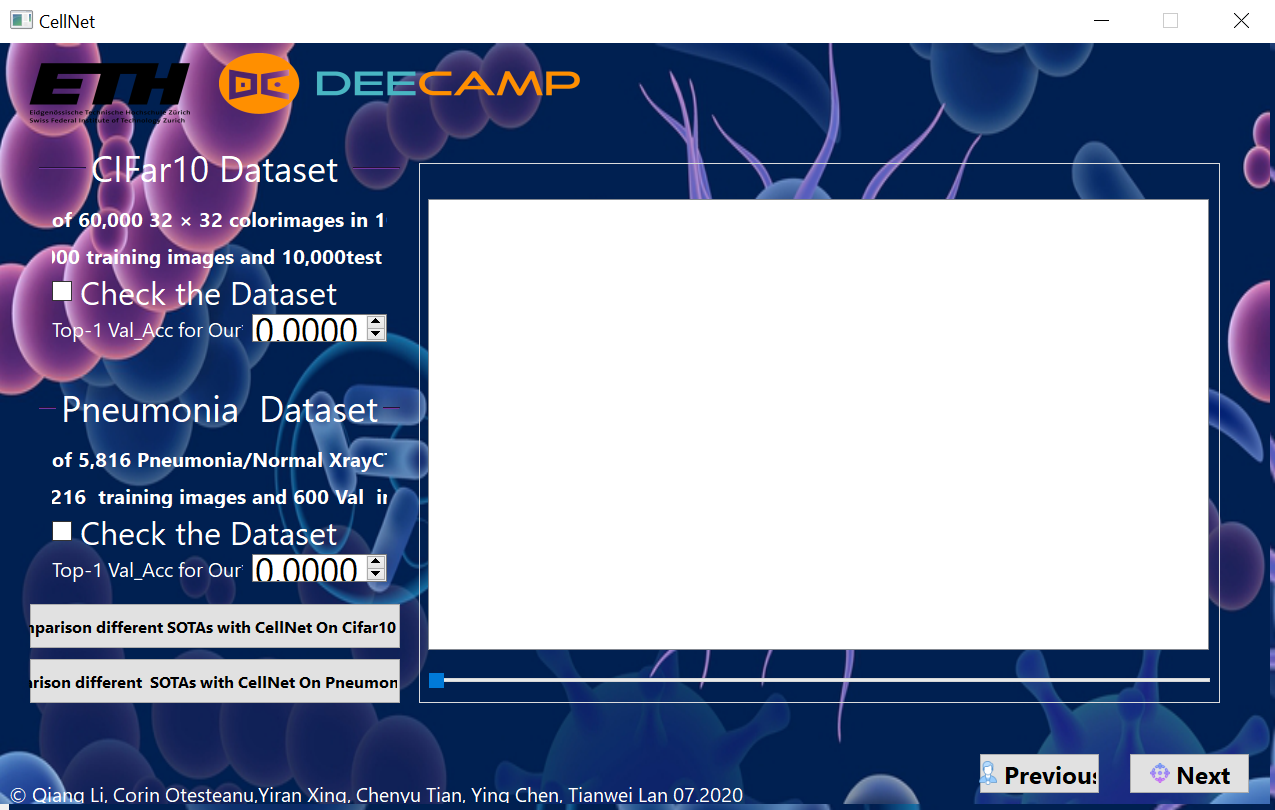 CellNet
ETH
Eidgenössische Technische Hochschule Zürich
Swiss Federal Institute of Technology Zurich
DEECAMP
CIFar10 Dataset
of 60,000 32 × 32 colorimages in 1
00 training images and 10,000test
Check the Dataset
Top-1 Val_Acc for Our
0.0000
Pneumonia  Dataset
of 5,816 Pneumonia/Normal XrayC
216  training images and 600 Val
Check the Dataset
Top-1 Val_Acc for Our
0.0000
mparison different SOTAs with CellNet On Cifar10
rison different  SOTAs with CellNet On Pneumon
Previous
Next
© Qiang Li, Corin Otesteanu,Yiran Xing, Chenyu Tian, Ying Chen, Tianwei Lan 07.2020